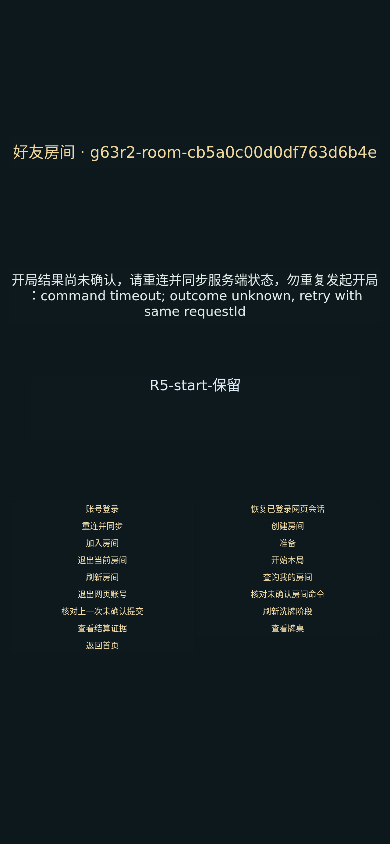 好友房间 · g63r2-room-cb5a0c00d0df763d6b4e
开局结果尚未确认，请重连并同步服务端状态，勿重复发起开局
：command timeout; outcome unknown, retry with
same requestId
R5-start-保留
账号登录
恢复已登录网页会话
重连并同步
创建房间
加入房间
准备
退出当前房间
开始本局
刷新房间
查询我的房间
退出网页账号
核对未确认房间命令
核对上一次未确认提交
刷新洗牌阶段
查看结算证据
查看牌桌
返回首页